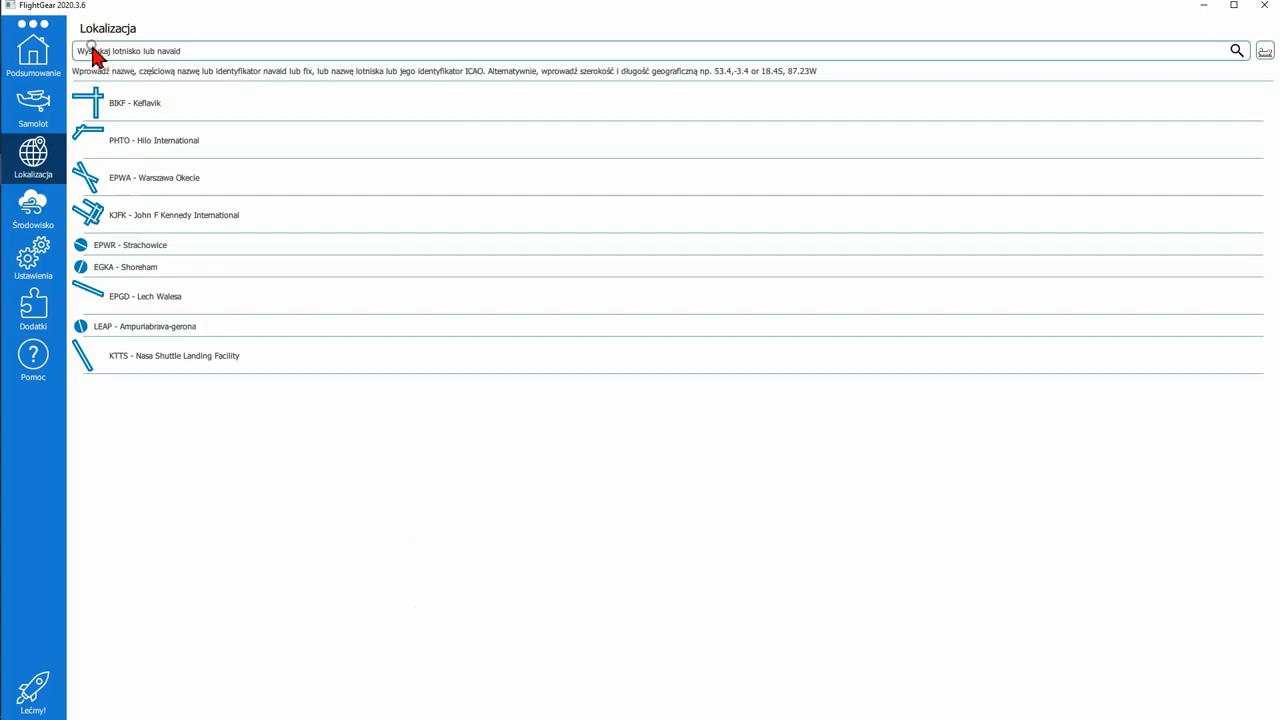 FlightGear 2020.3.6
Lokalizacja
Wyszukaj lotnisko lub navaid
Wprowadź nazwę, częściową nazwę lub identyfikator navaid lub fix, lub nazwę lotniska lub jego identyfikator ICAO. Alternatywnie, wprowadź szerokość i długość geograficzną np. 53.4,-3.4 or 18.4S, 87.23W
Podsumowanie
Samolot
Lokalizacja
Środowisko
Ustawienia
Dodatki
?
Pomoc
Lećmy!
BIKF - Keflavik
PHTO - Hilo International
EPWA - Warszawa Okecie
KJFK - John F Kennedy International
EPWR - Strachowice
EGKA - Shoreham
EPGD - Lech Walesa
LEAP - Ampuriabrava-gerona
KTTS - Nasa Shuttle Landing Facility